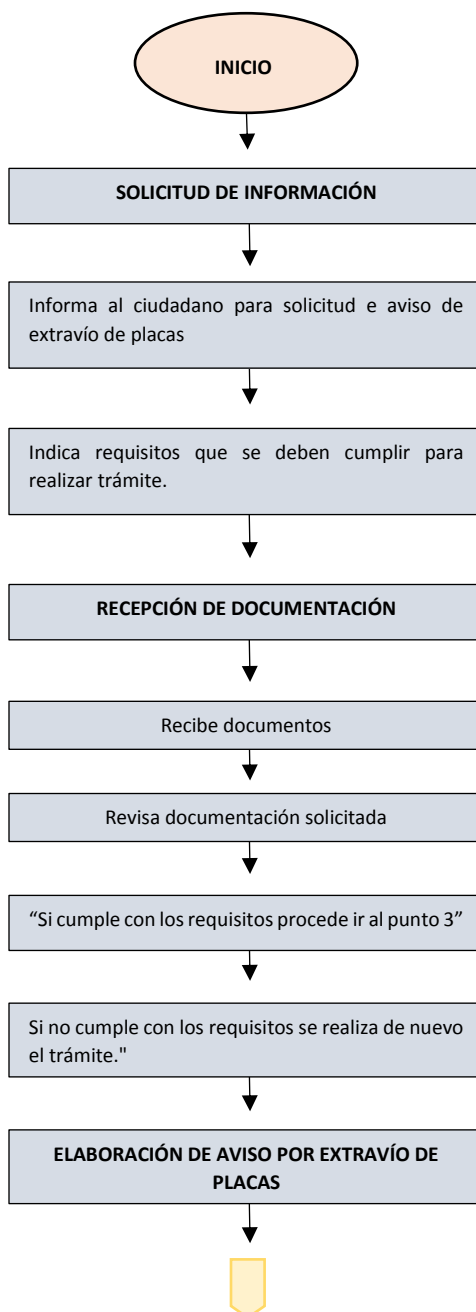 INICIO
SOLICITUD DE INFORMACIÓN
Informa al ciudadano para solicitud e aviso de
extravío de placas
Indica requisitos que se deben cumplir para
realizar trámite.
RECEPCIÓN DE DOCUMENTACIÓN
Recibe documentos
Revisa documentación solicitada
“Si cumple con los requisitos procede ir al punto 3”
Si no cumple con los requisitos se realiza de nuevo
el trámite."
ELABORACIÓN DE AVISO POR EXTRAVÍO DE
PLACAS